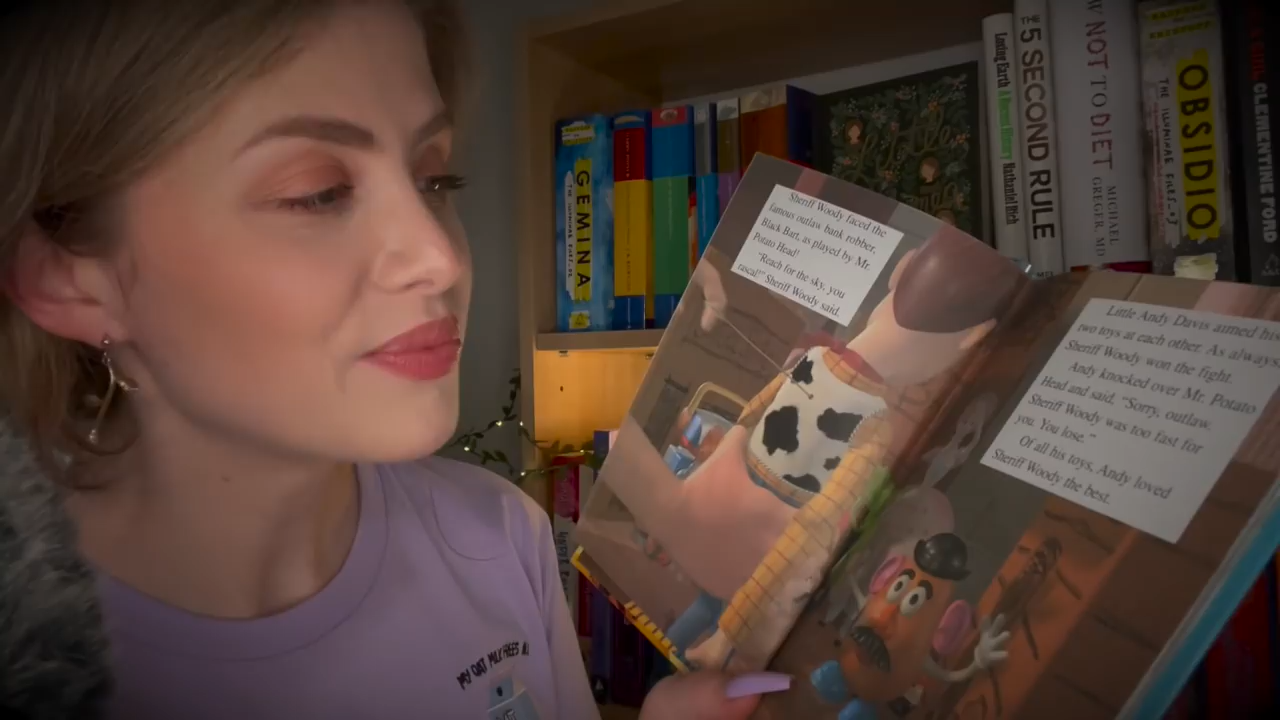 GEMINA
THE ILLUMINAE FILES_02
Loving Earth
Nathaniel Rich
THE
5 SECOND RULE
NOT TO DIET
MICHAEL
GREGER, MD
OBSIDIO
THE ILLUMINAE FILES_03
CLEMENTINE FORD
Sheriff Woody faced the
famous outlaw bank robber,
Black Bart, as played by Mr.
Potato Head!
"Reach for the sky, you
rascal!" Sheriff Woody said.
Little Andy Davis aimed his
two toys at each other. As always,
Sheriff Woody won the fight.
Andy knocked over Mr. Potato
Head and said, "Sorry, outlaw.
Sheriff Woody was too fast for
you. You lose."
Of all his toys, Andy loved
Sheriff Woody the best.
MY OAT MILK